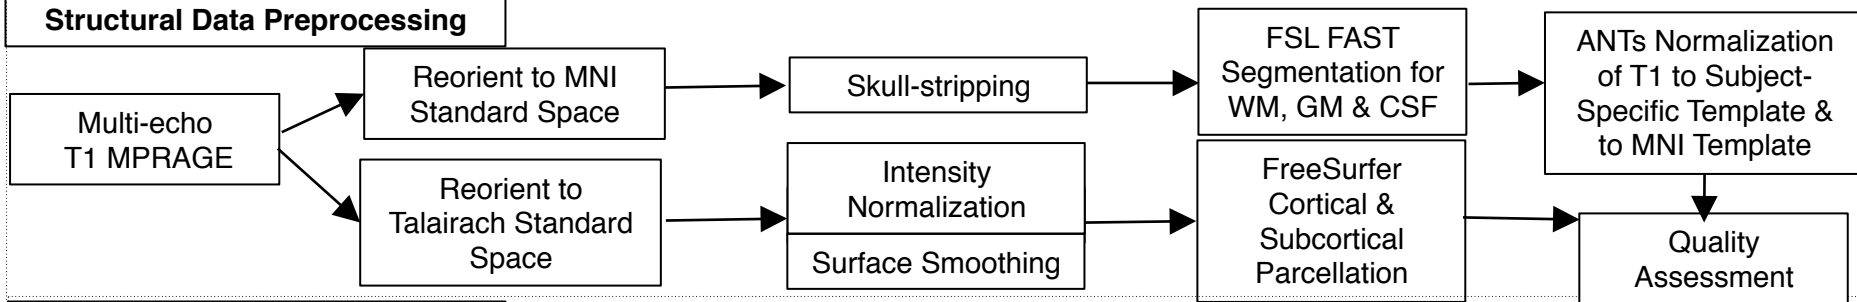 Structural Data Preprocessing
Multi-echo
T1 MPRAGE
Reorient to MNI
Standard Space
Skull-stripping
FSL FAST
Segmentation for
WM, GM & CSF
ANTs Normalization
of T1 to Subject-
Specific Template &
to MNI Template
Reorient to
Talairach Standard
Space
Intensity
Normalization
Surface Smoothing
FreeSurfer
Cortical &
Subcortical
Parcellation
Quality
Assessment